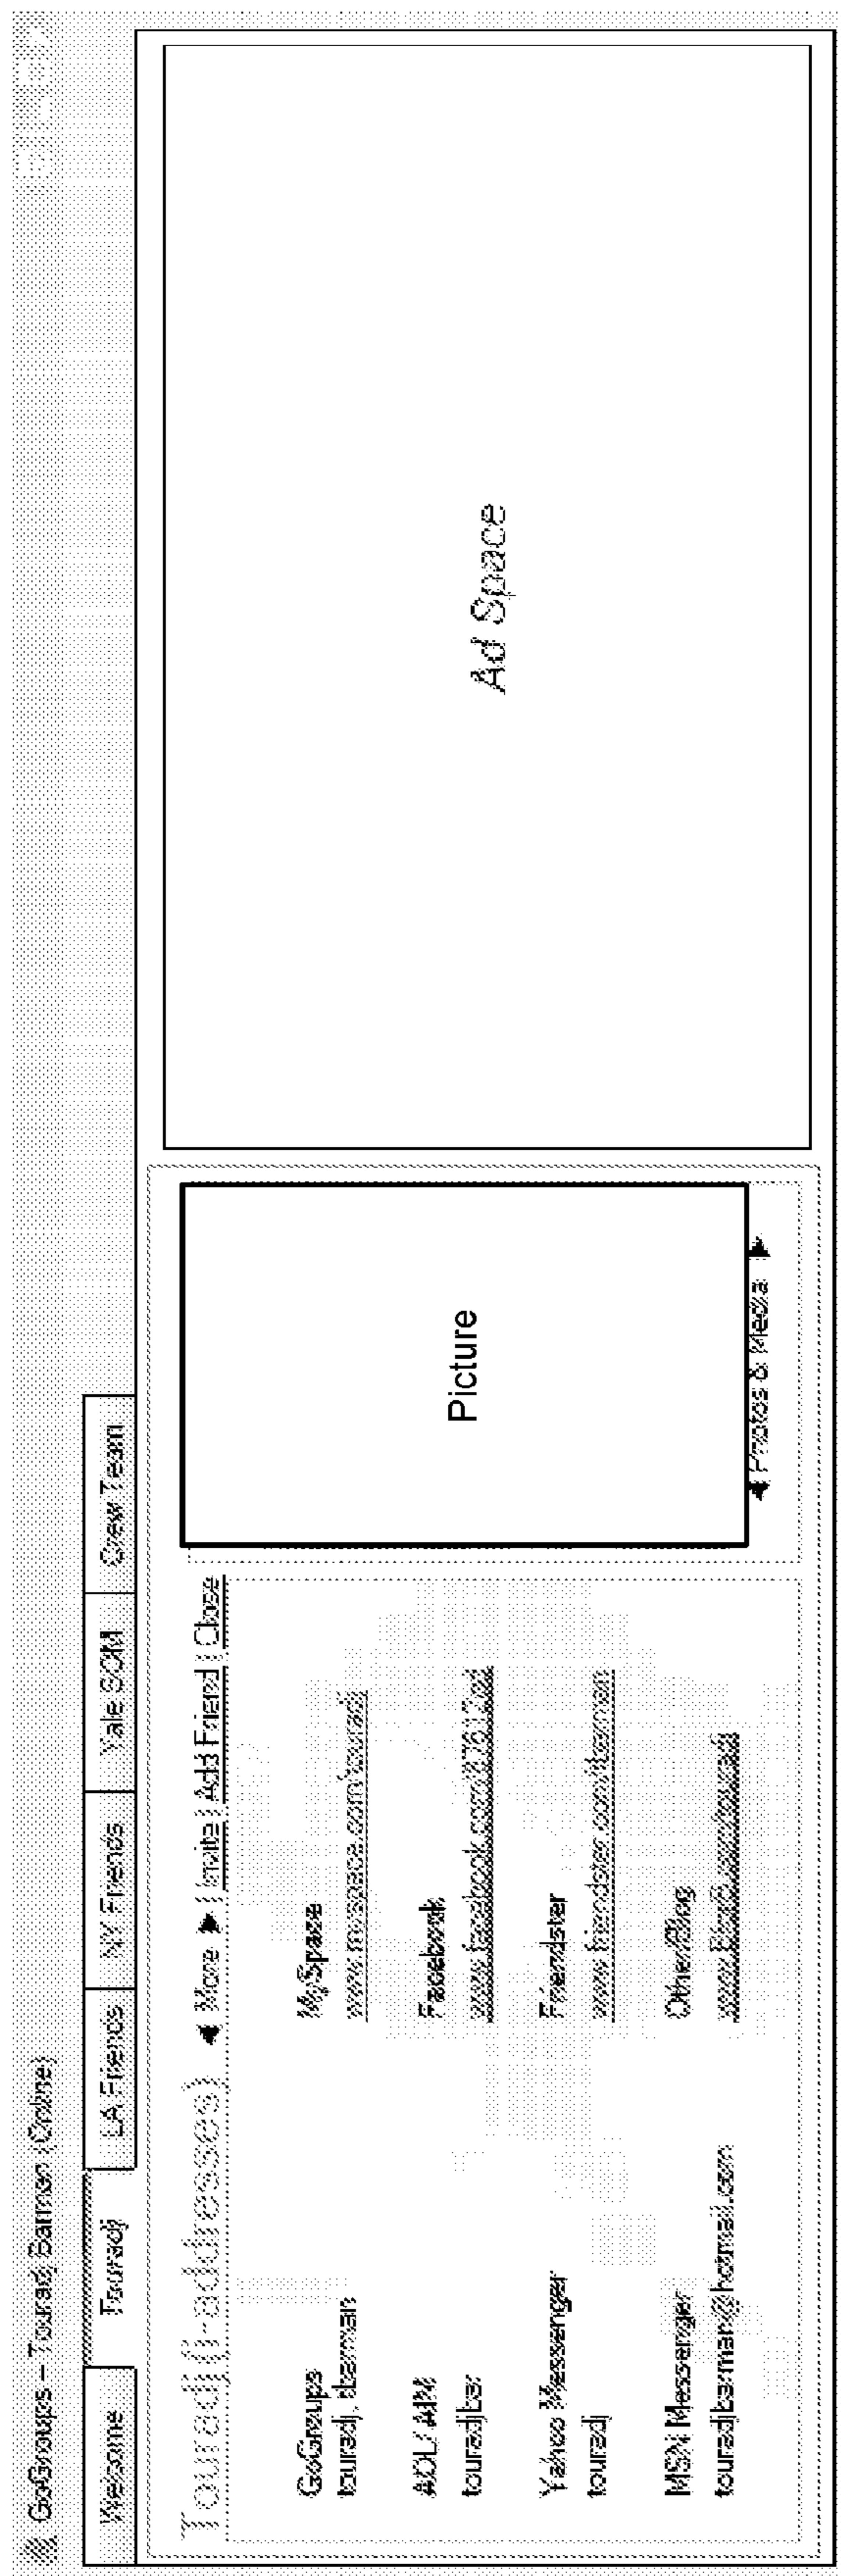 GoGroups – Touradj Barman (Online)
Welcome
Touradj
LA Friends
NY Friends
Yale SOM
Crew Team
Touradj (i-addresses)
◀ More ▶ | Invite | Add Friend | Close
GoGroups
touradj, tbarman
AOL/ AIM
touradjbar
Yahoo Messenger
touradj
MSN Messenger
touradjbarman@hotmail.com
MySpace
www.myspace.com/touradj
Facebook
Friendster
www.friendster.com/tbarman
Other/Blog
Picture
◀ Photos & Media ▶
Ad Space